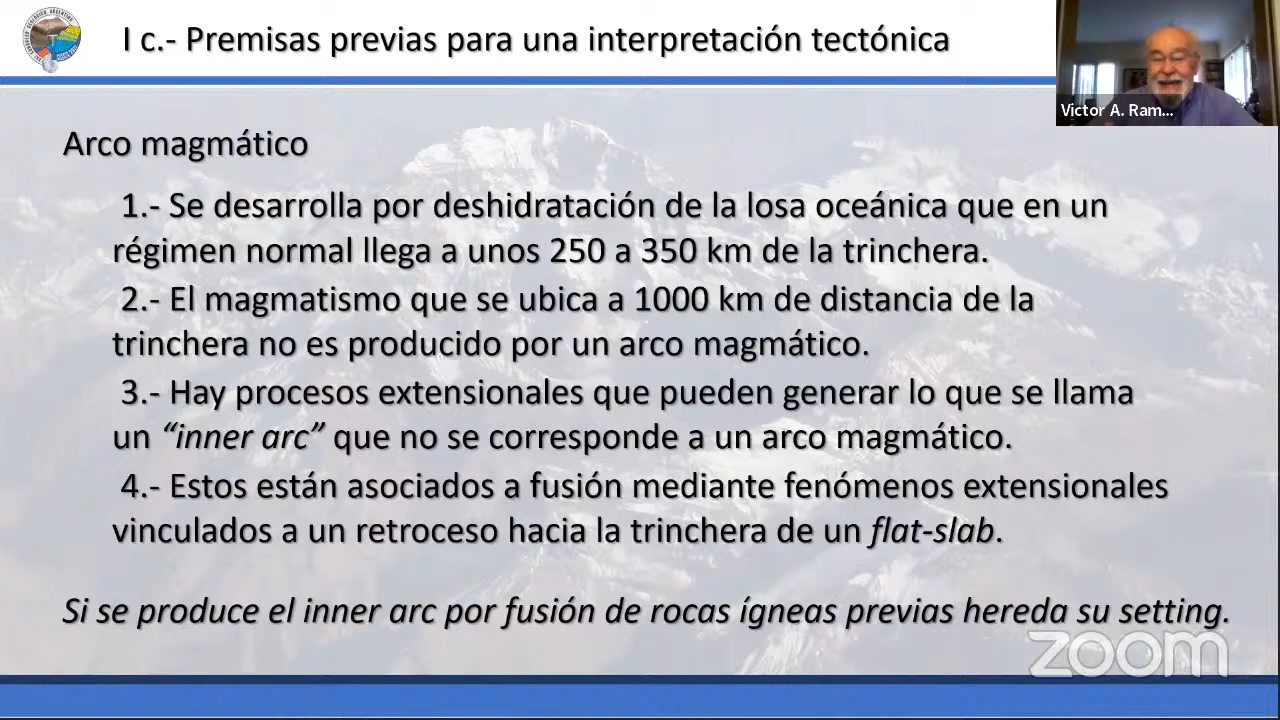 I c.- Premisas previas para una interpretación tectónica
Victor A. Ram...
Arco magmático
1.- Se desarrolla por deshidratación de la losa oceánica que en un
régimen normal llega a unos 250 a 350 km de la trinchera.
2.- El magmatismo que se ubica a 1000 km de distancia de la
trinchera no es producido por un arco magmático.
3.- Hay procesos extensionales que pueden generar lo que se llama
un “inner arc” que no se corresponde a un arco magmático.
4.- Estos están asociados a fusión mediante fenómenos extensionales
vinculados a un retroceso hacia la trinchera de un flat-slab.
Si se produce el inner arc por fusión de rocas ígneas previas hereda su setting.
zoom